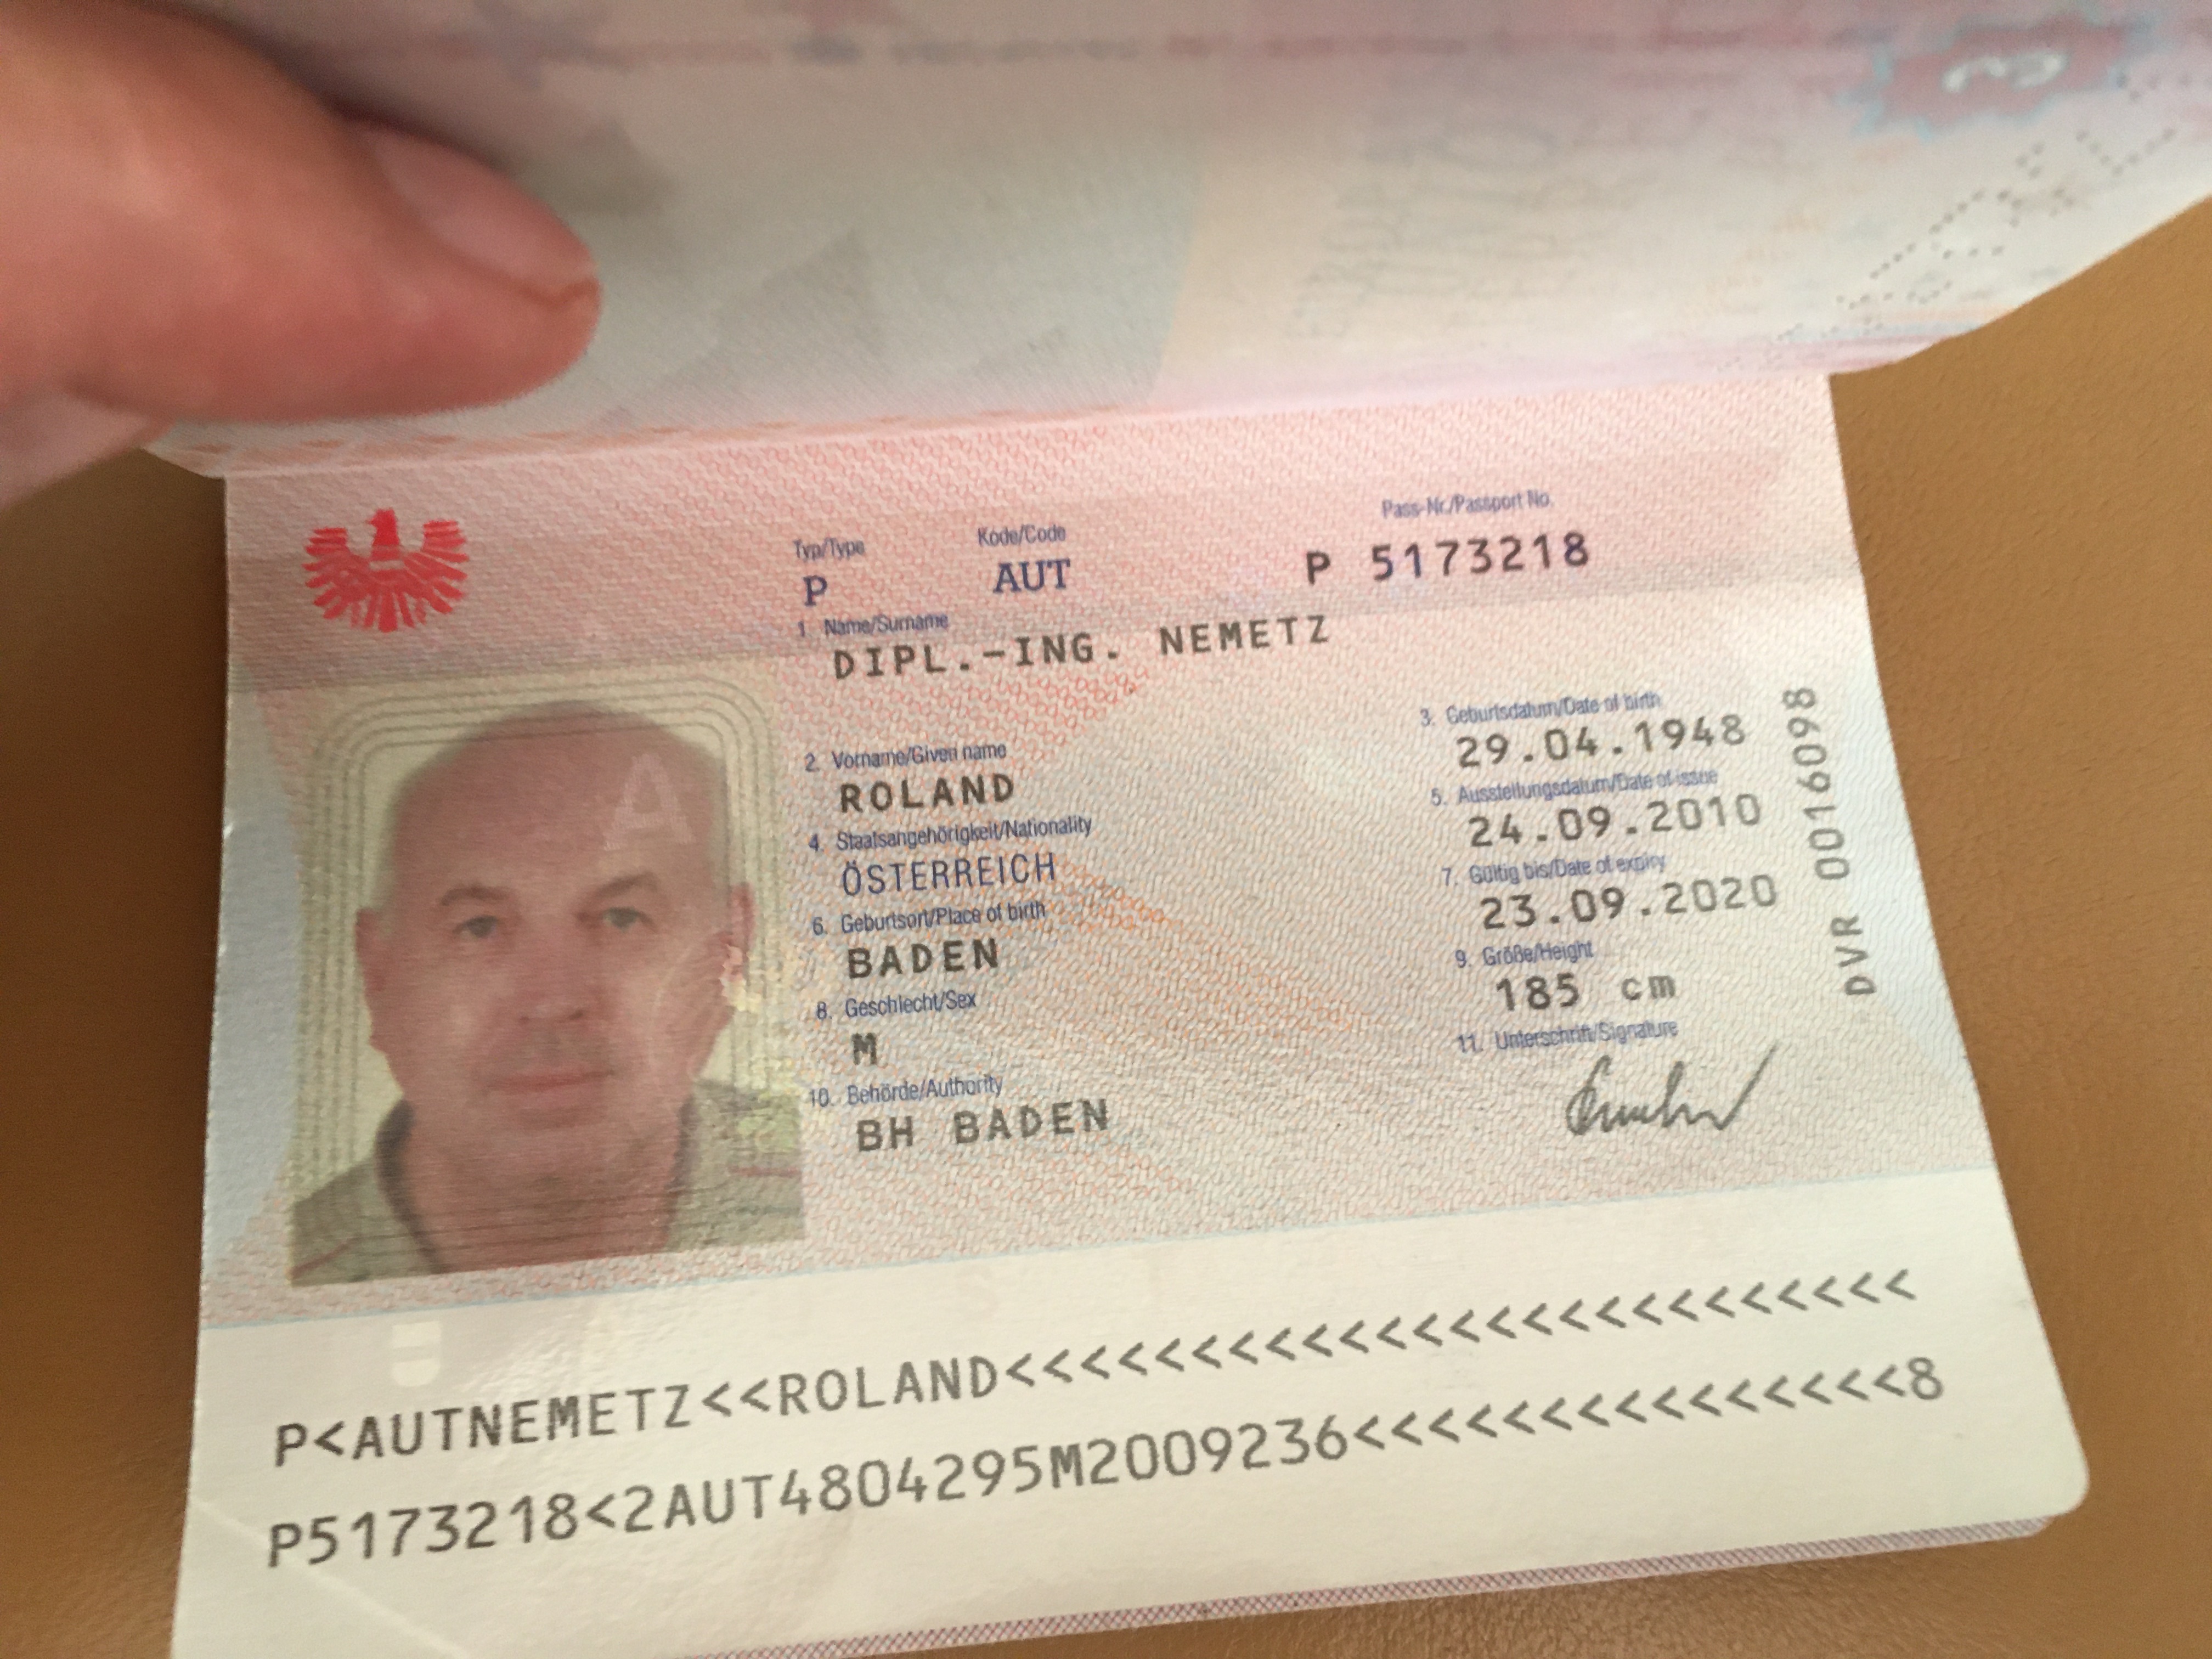 Typ/Type Kode/Code Pass-Nr./Passport No.
P AUT P 5173218
1. Name/Surname
DIPL.-ING. NEMETZ
2. Vorname/Given name 3. Geburtsdatum/Date of birth
ROLAND 29.04.1948
4. Staatsangehörigkeit/Nationality 5. Ausstellungsdatum/Date of issue
ÖSTERREICH 24.09.2010
6. Geburtsort/Place of birth 7. Gültig bis/Date of expiry
BADEN 23.09.2020
8. Geschlecht/Sex 9. Größe/Height
M 185 cm
10. Behörde/Authority 11. Unterschrift/Signature
BH BADEN
DVR 0016098
P<AUTNEMETZ<<ROLAND<<<<<<<<<<<<<<<<<<<<<<<<<
P5173218<2AUT4804295M2009236<<<<<<<<<<<<<<<8